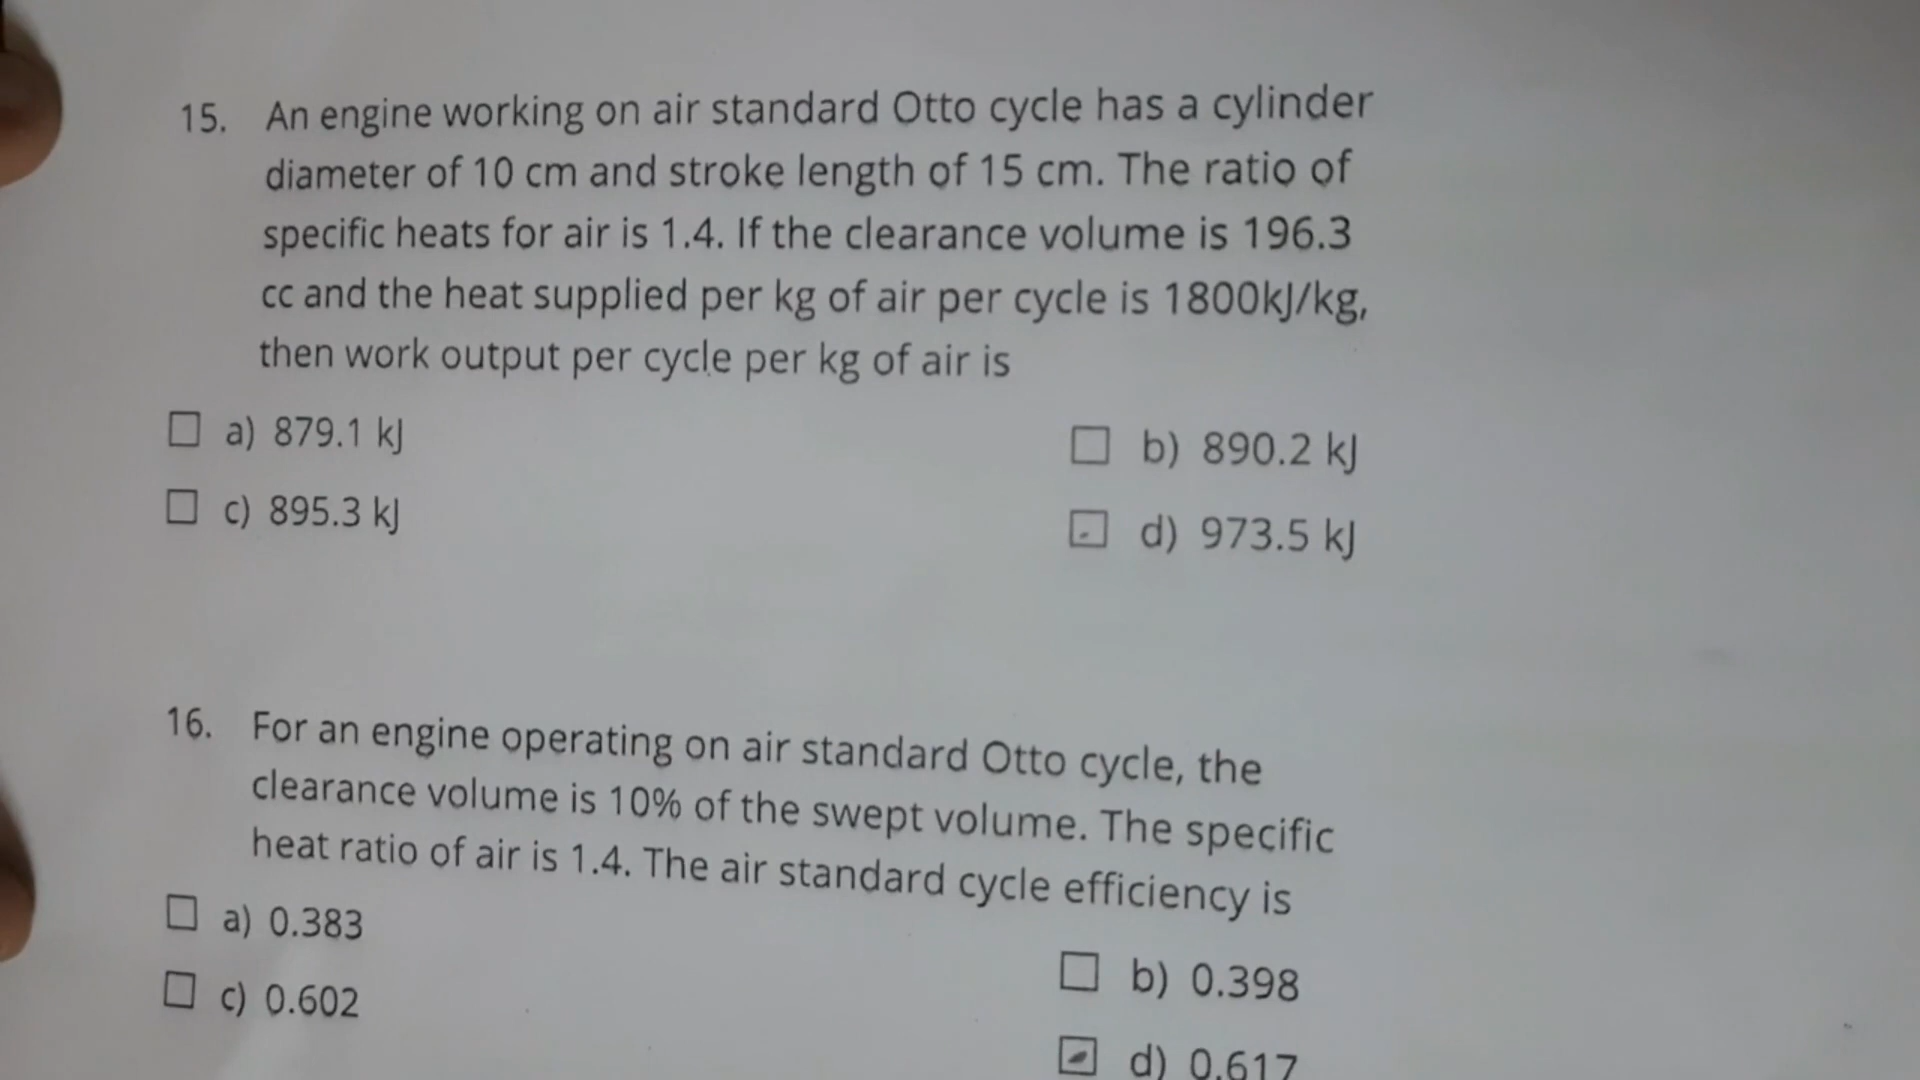 15. An engine working on air standard Otto cycle has a cylinder
diameter of 10 cm and stroke length of 15 cm. The ratio of
specific heats for air is 1.4. If the clearance volume is 196.3
cc and the heat supplied per kg of air per cycle is 1800kJ/kg,
then work output per cycle per kg of air is
a) 879.1 kJ
b) 890.2 kJ
c) 895.3 kJ
d) 973.5 kJ
16. For an engine operating on air standard Otto cycle, the
clearance volume is 10% of the swept volume. The specific
heat ratio of air is 1.4. The air standard cycle efficiency is
a) 0.383
b) 0.398
c) 0.602
d) 0.617